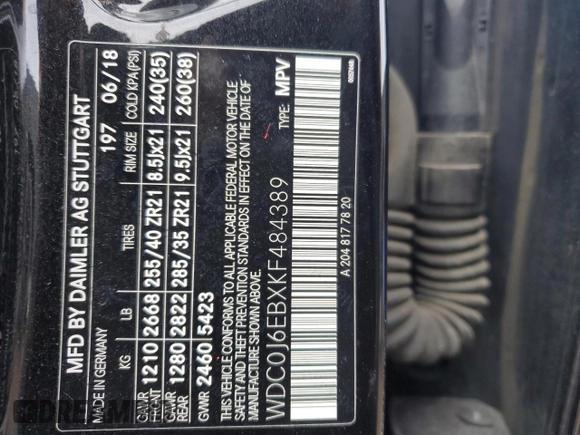 MFD BY DAIMLER AG STUTTGART
MADE IN GERMANY 197 06/18
KG LB TIRES RIM SIZE COLD KPA(PSI)
GAWR FRONT 1210 2668 255/40 ZR21 8.5Jx21 240(35)
GAWR REAR 1280 2822 285/35 ZR21 9.5Jx21 260(38)
GVWR 2460 5423
THIS VEHICLE CONFORMS TO ALL APPLICABLE FEDERAL MOTOR VEHICLE
SAFETY AND THEFT PREVENTION STANDARDS IN EFFECT ON THE DATE OF
MANUFACTURE SHOWN ABOVE.
WDC0J6EBXKF484389 TYPE: MPV
A 204 817 78 20